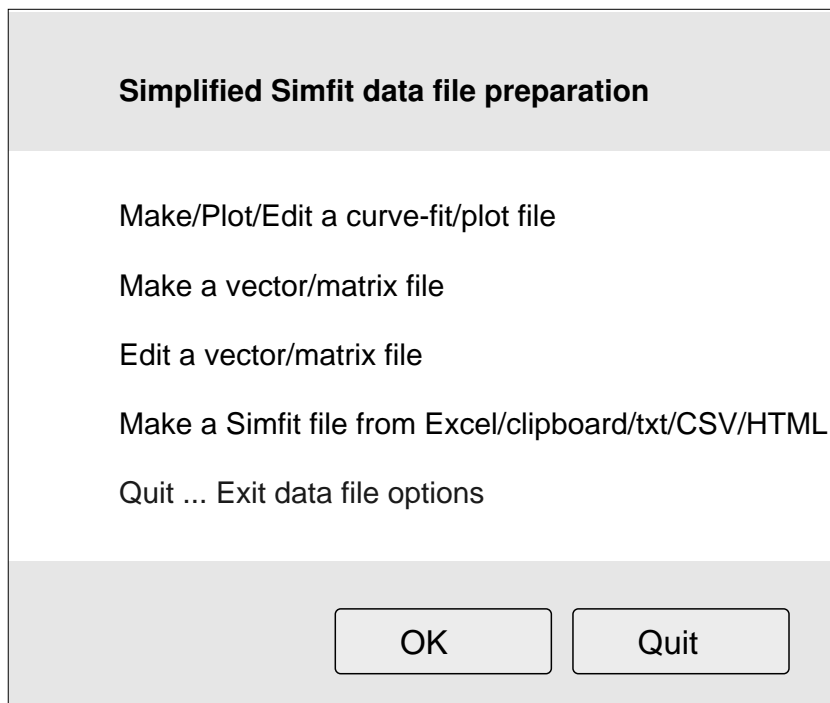 Simplified Simfit data file preparation
Make/Plot/Edit a curve-fit/plot file
Make a vector/matrix file
Edit a vector/matrix file
Make a Simfit file from Excel/clipboard/txt/CSV/HTML
Quit ... Exit data file options
OK
Quit